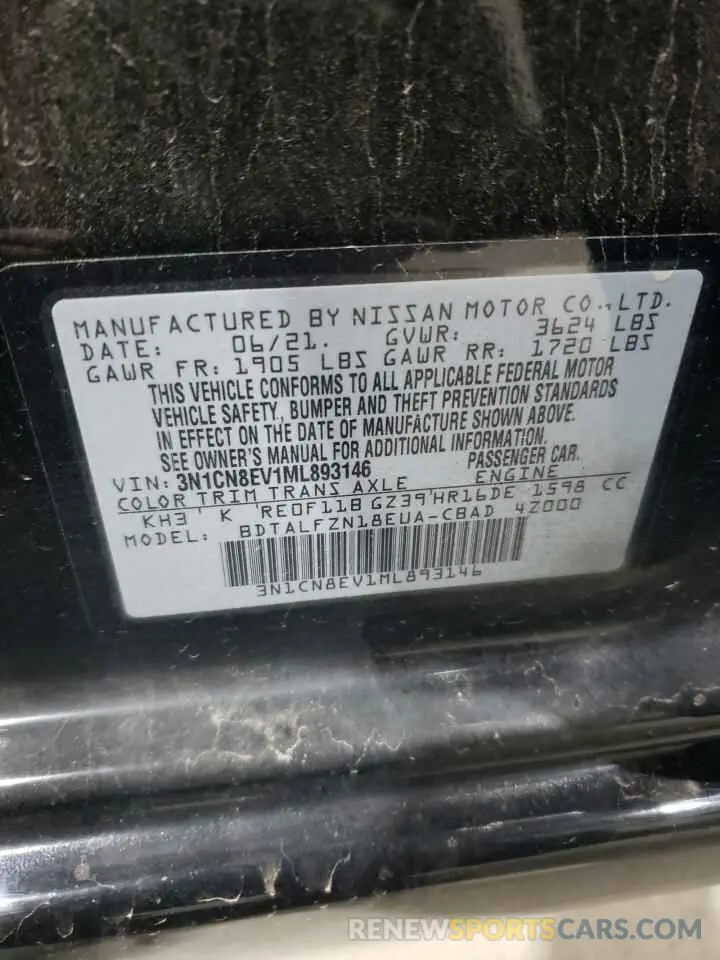 MANUFACTURED BY NISSAN MOTOR CO.,LTD.
DATE: 06/21. GVWR: 3624 LBS
GAWR FR: 1905 LBS GAWR RR: 1720 LBS
THIS VEHICLE CONFORMS TO ALL APPLICABLE FEDERAL MOTOR
VEHICLE SAFETY, BUMPER AND THEFT PREVENTION STANDARDS
IN EFFECT ON THE DATE OF MANUFACTURE SHOWN ABOVE.
SEE OWNER'S MANUAL FOR ADDITIONAL INFORMATION.
VIN: 3N1CN8EV1ML893146 PASSENGER CAR.
COLOR TRIM TRANS AXLE ENGINE
KH3' K 'RE0F11B GZ39'HR16DE 1598 CC
MODEL: BDTALFZN18EUA-CBAD 4Z000
3N1CN8EV1ML893146
RENEWSPORTSCARS.COM